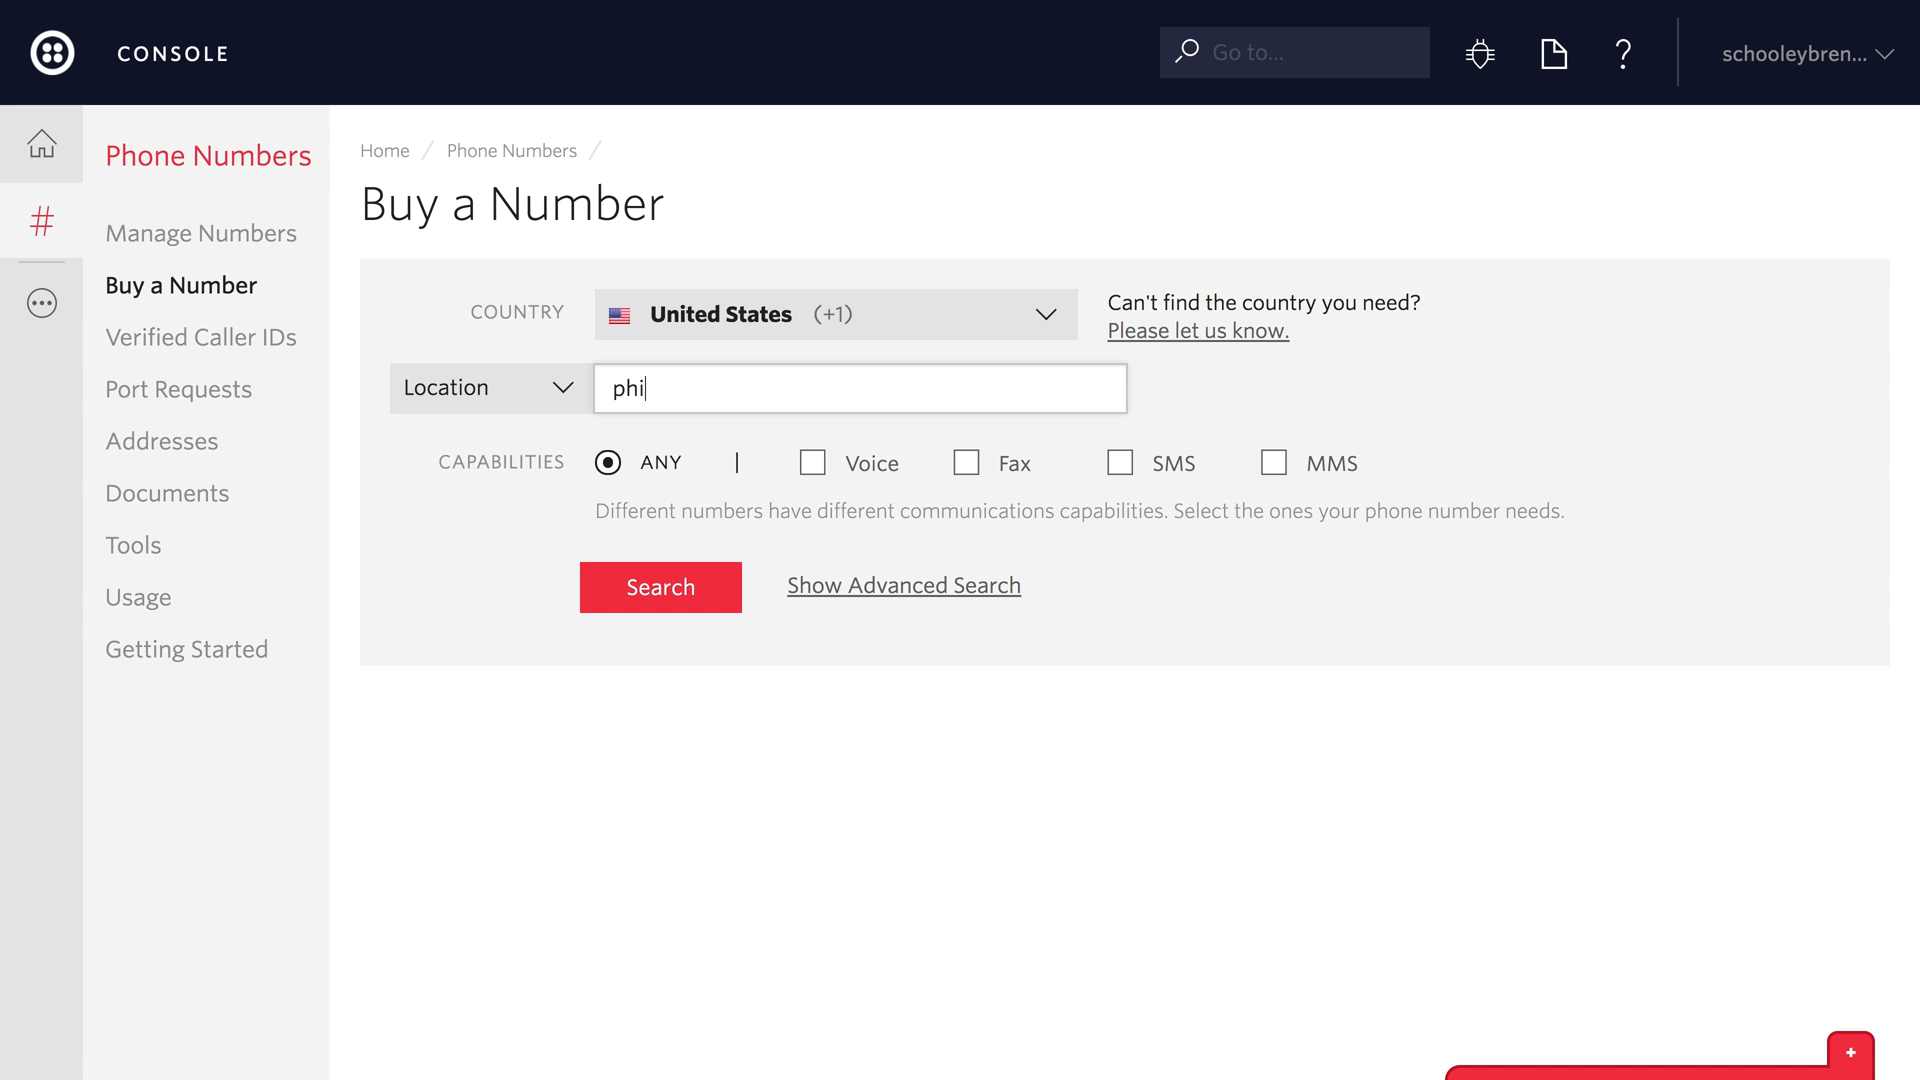 CONSOLE
Go to...
schooleybren...
Phone Numbers
Manage Numbers
Buy a Number
Verified Caller IDs
Port Requests
Addresses
Documents
Tools
Usage
Getting Started
Home / Phone Numbers /
Buy a Number
COUNTRY United States (+1)
Can't find the country you need?
Please let us know.
Location phi
CAPABILITIES ANY | Voice Fax SMS MMS
Different numbers have different communications capabilities. Select the ones your phone number needs.
Search Show Advanced Search